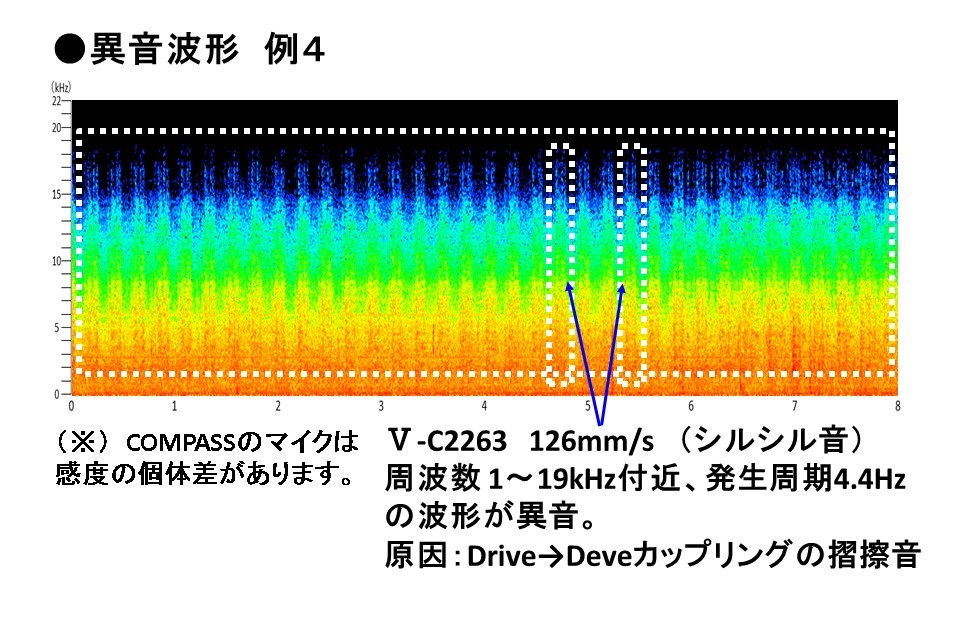 ●異音波形　例４
(kHz)
22
20
15
10
5
0
0 1 2 3 4 5 6 7 8
（※） COMPASSのマイクは
感度の個体差があります。
Ⅴ-C2263　126mm/s　（シルシル音）
周波数 1～19kHz付近、発生周期4.4Hz
の波形が異音。
原因：Drive→Deveカップリングの摺擦音